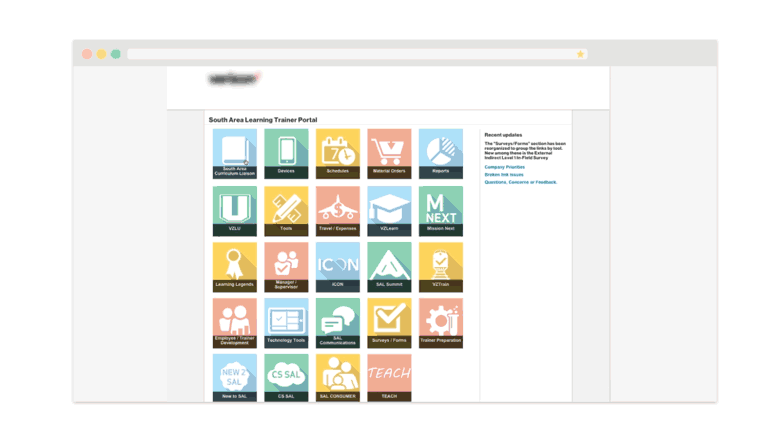 South Area Learning Trainer Portal
South Area
Curriculum Liaison
Devices
7
Schedules
Material Orders
Reports
U
VZLU
Tools
$
Travel / Expenses
VZLearn
M
NEXT
Mission Next
Learning Legends
Manager /
Supervisor
ICON
ICON
SAL Summit
VZTrain
Employee / Trainer
Development
Technology Tools
SAL
Communications
Surveys / Forms
Trainer Preparation
NEW 2
SAL
New to SAL
CS SAL
CS SAL
SAL CONSUMER
TEACH
TEACH
Recent updates
The "Surveys/Forms" section has been
reorganized to group the links by tool.
New among these is the External
Indirect Level 1 In-Field Survey
Company Priorities
Broken link issues
Questions, Concerns or Feedback.